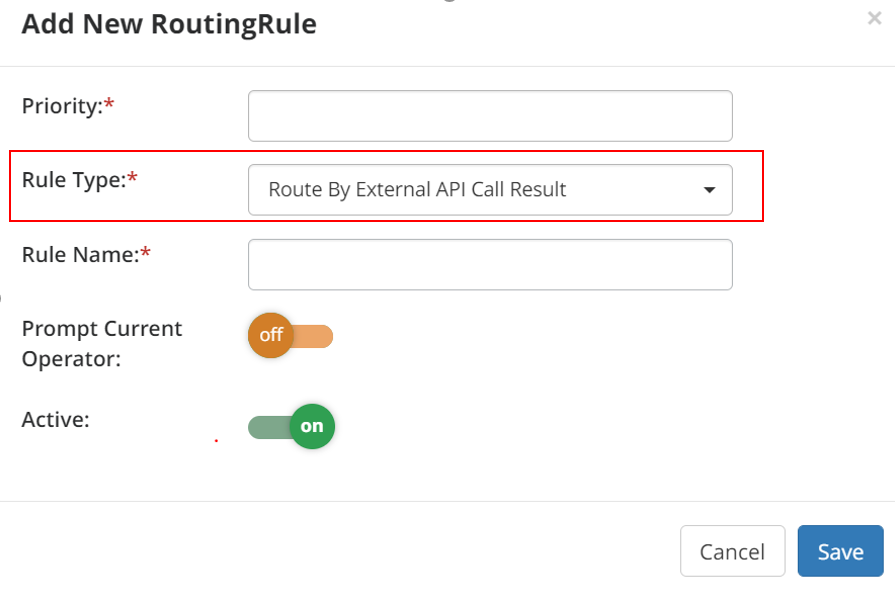 Add New RoutingRule
×
Priority:*
Rule Type:*
Route By External API Call Result
Rule Name:*
Prompt Current
Operator:
off
Active:
on
Cancel
Save